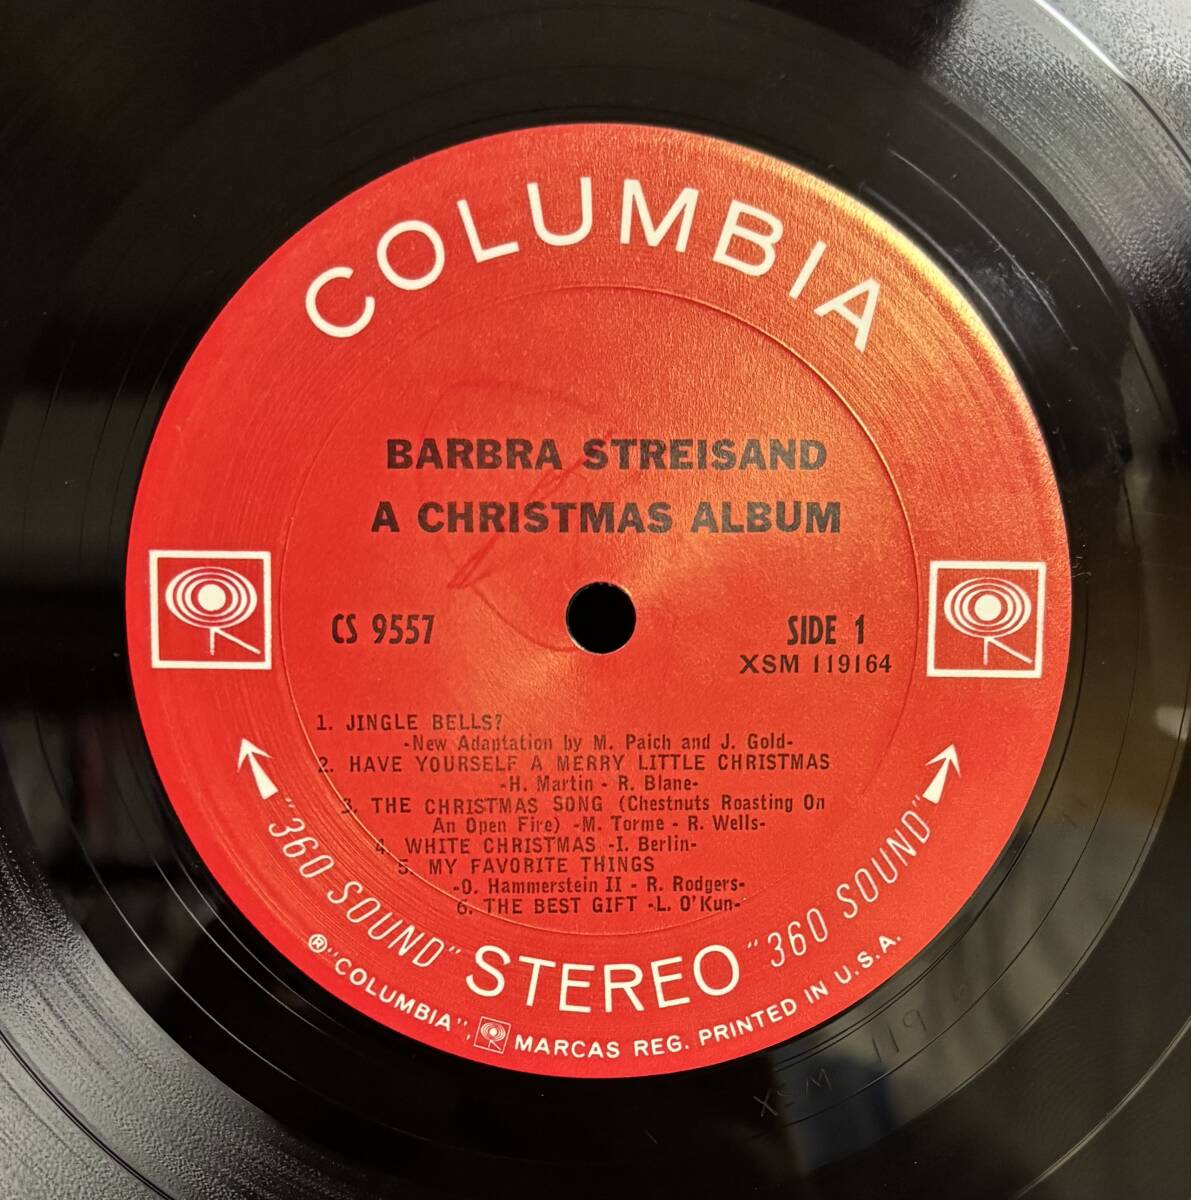 COLUMBIA
BARBRA STREISAND
A CHRISTMAS ALBUM
CS 9557
SIDE 1
XSM 119164
1. JINGLE BELLS?
-New Adaptation by M. Paich and J. Gold-
2. HAVE YOURSELF A MERRY LITTLE CHRISTMAS
-H. Martin - R. Blane-
3. THE CHRISTMAS SONG (Chestnuts Roasting On
An Open Fire) -M. Torme - R. Wells-
4. WHITE CHRISTMAS -I. Berlin-
5. MY FAVORITE THINGS
-O. Hammerstein II - R. Rodgers-
6. THE BEST GIFT -L. O'Kun-
"360 SOUND" STEREO "360 SOUND"
® "COLUMBIA", MARCAS REG. PRINTED IN U.S.A.
XSM 119